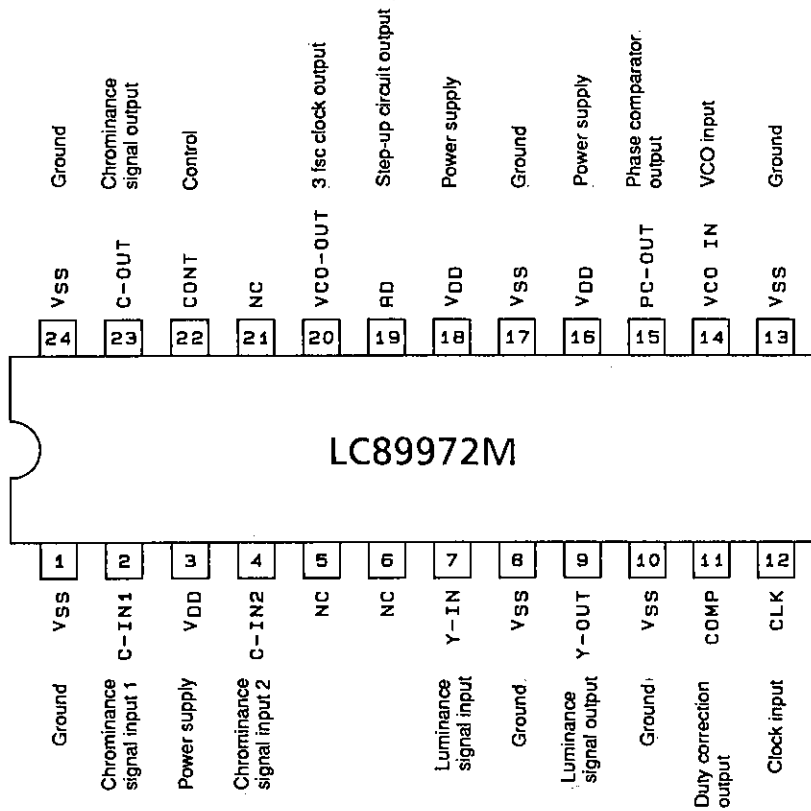 Ground
Chrominance
signal output
Control
3 fsc clock output
Step-up circuit output
Power supply
Ground
Power supply
Phase comparator
output
VCO input
Ground
VSS
C-OUT
CONT
NC
VCO-OUT
RD
VDD
VSS
VDD
PC-OUT
VCO IN
VSS
24 23 22 21 20 19 18 17 16 15 14 13
LC89972M
1 2 3 4 5 6 7 8 9 10 11 12
VSS
C-IN1
VDD
C-IN2
NC
NC
Y-IN
VSS
Y-OUT
VSS
COMP
CLK
Ground
Chrominance
signal input 1
Power supply
Chrominance
signal input 2
Luminance
signal input
Ground
Luminance
signal output
Ground
Duty correction
output
Clock input